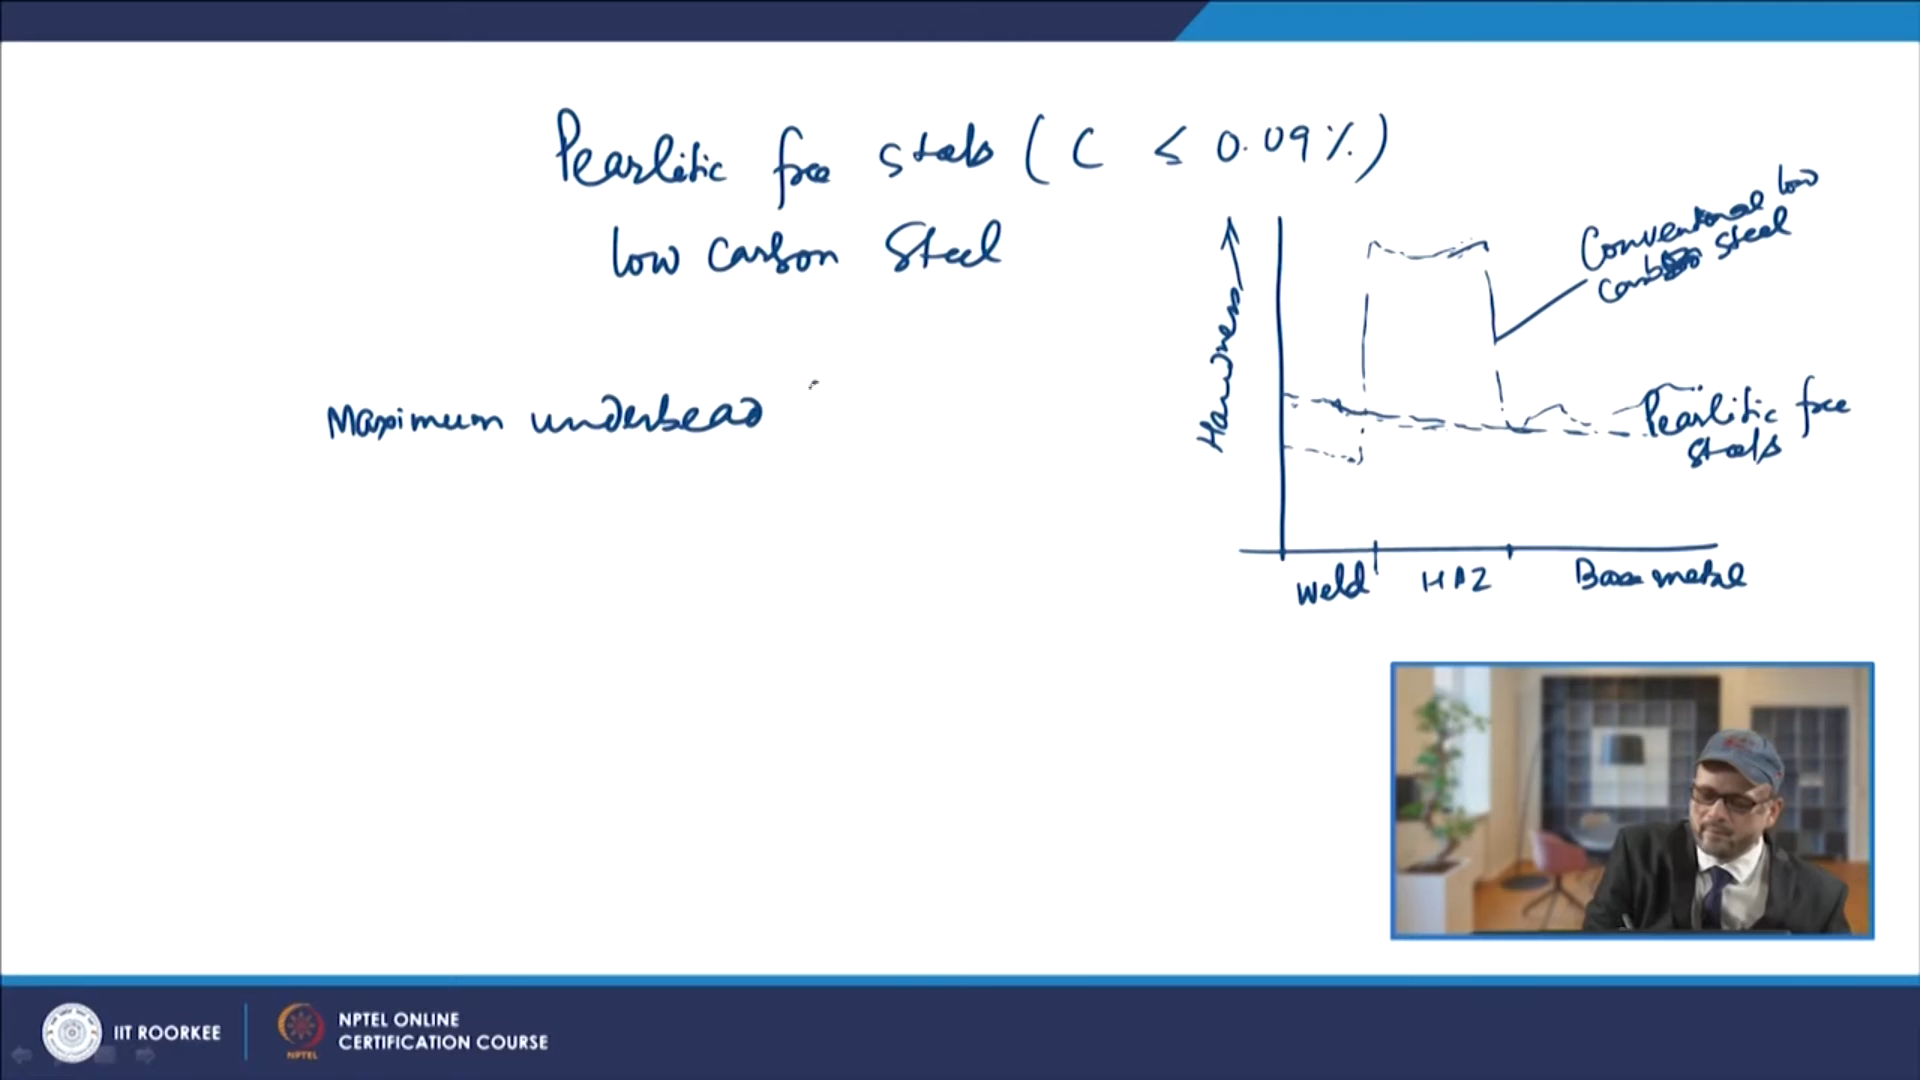 Pearlitic free steels ( C ≤ 0.09 % )
low carbon Steel
Conventional low
carbon steel
Hardness
Pearlitic free
steels
Maximum underbead
Weld HAZ Base metal
IIT ROORKEE
NPTEL
NPTEL ONLINE
CERTIFICATION COURSE